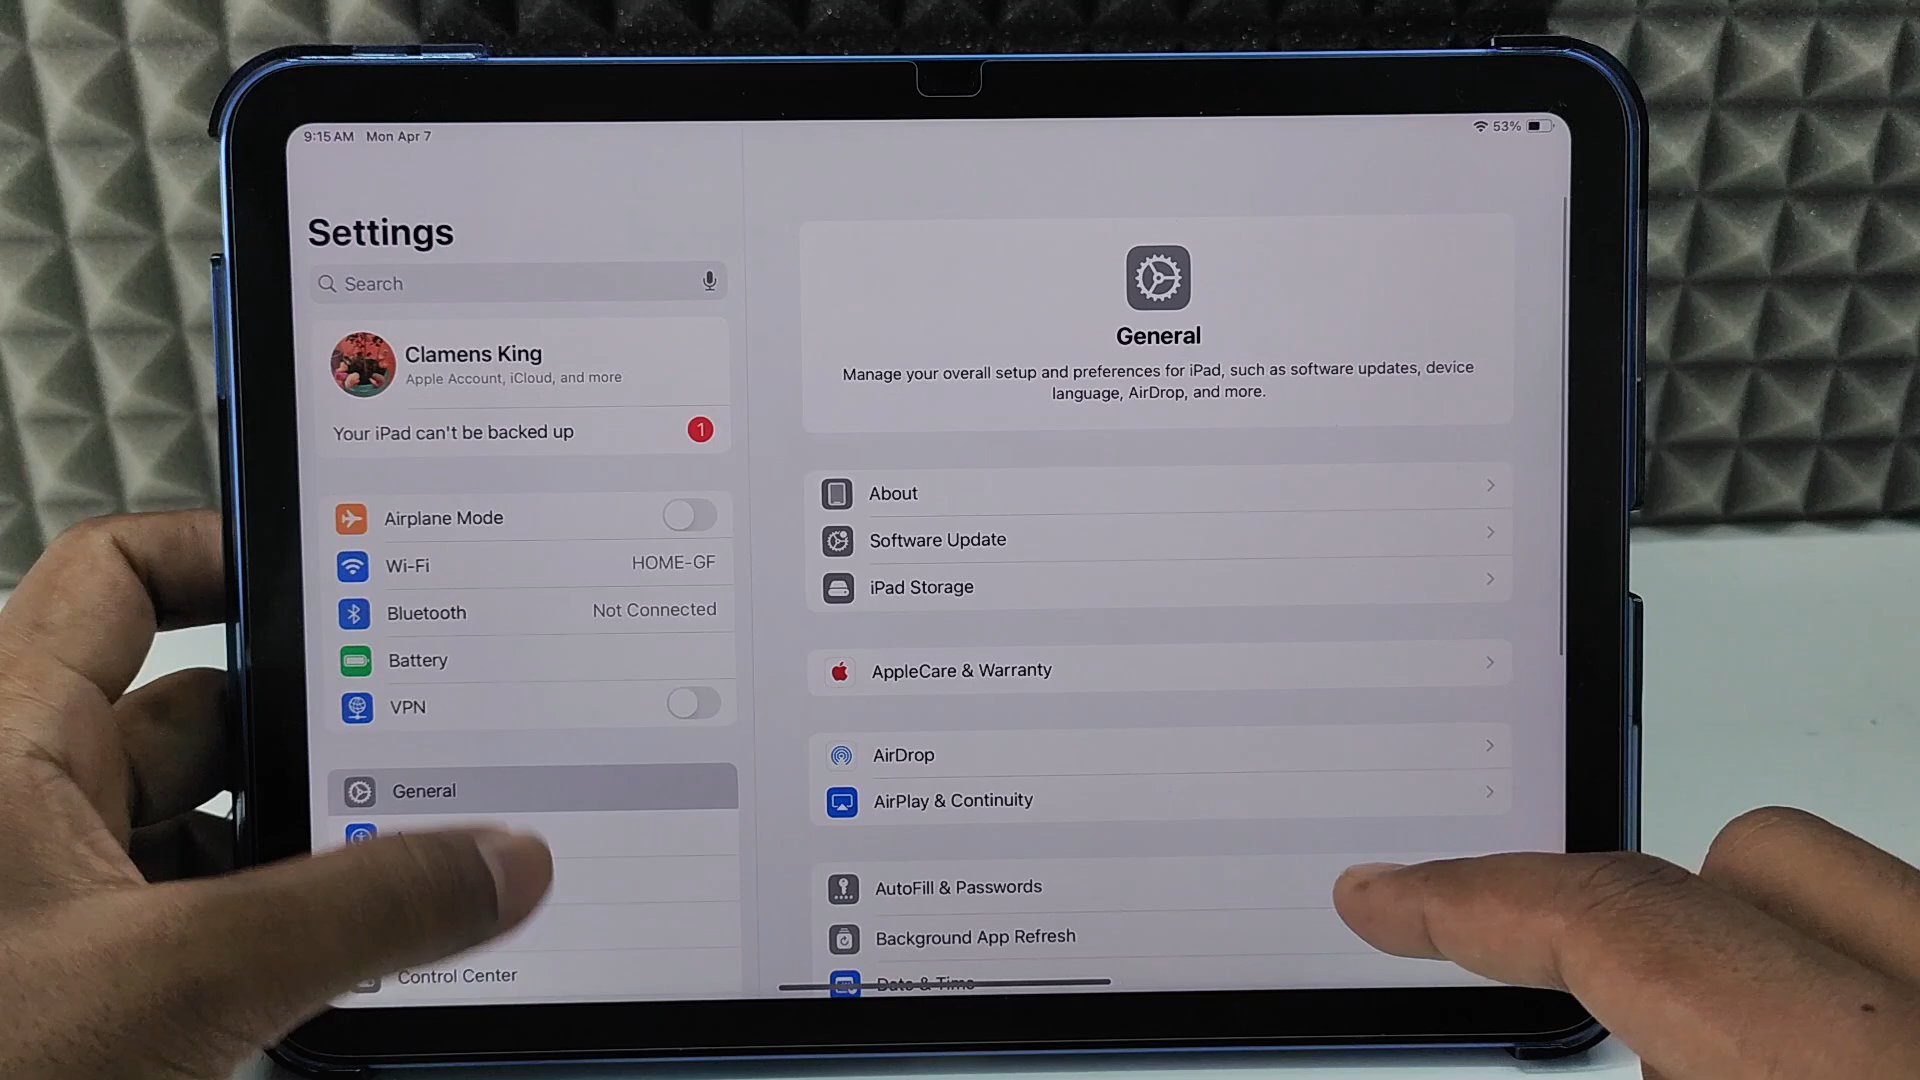 9:15 AM Mon Apr 7
53%
Settings
Search
Clamens King
Apple Account, iCloud, and more
Your iPad can't be backed up
1
Airplane Mode
Wi-Fi
HOME-GF
Bluetooth
Not Connected
Battery
VPN
General
Control Center
General
Manage your overall setup and preferences for iPad, such as software updates, device
language, AirDrop, and more.
About
Software Update
iPad Storage
AppleCare & Warranty
AirDrop
AirPlay & Continuity
AutoFill & Passwords
Background App Refresh
Date & Time